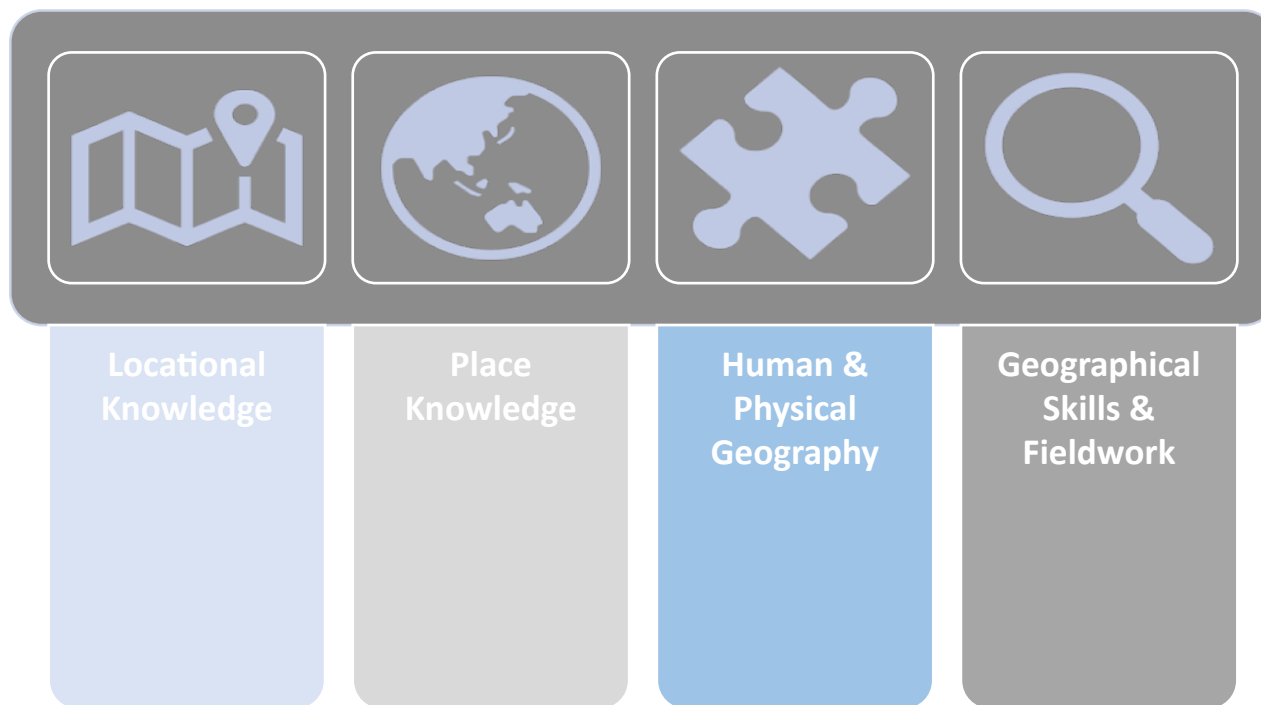 Locational
Knowledge
Place
Knowledge
Human &
Physical
Geography
Geographical
Skills &
Fieldwork